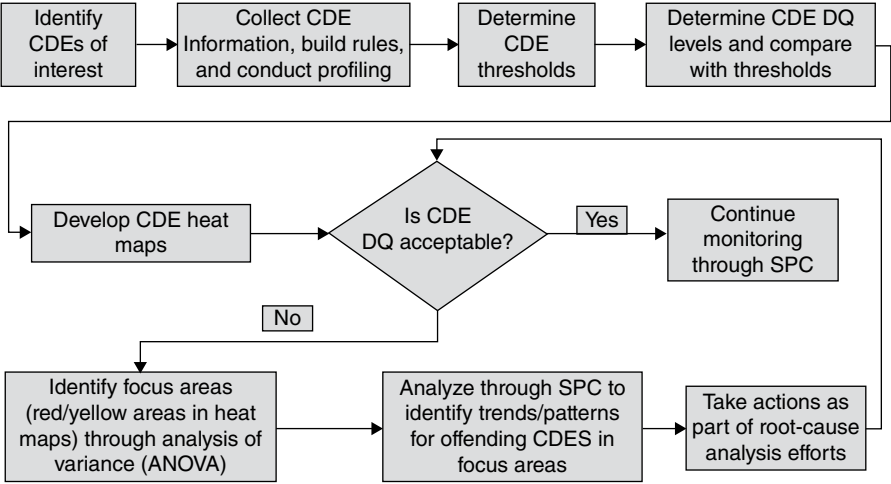 Identify
CDEs of
interest
Collect CDE
Information, build rules,
and conduct profiling
Determine
CDE
thresholds
Determine CDE DQ
levels and compare
with thresholds
Develop CDE heat
maps
Is CDE
DQ acceptable?
Yes
Continue
monitoring
through SPC
No
Identify focus areas
(red/yellow areas in heat
maps) through analysis of
variance (ANOVA)
Analyze through SPC to
identify trends/patterns
for offending CDES in
focus areas
Take actions as
part of root-cause
analysis efforts